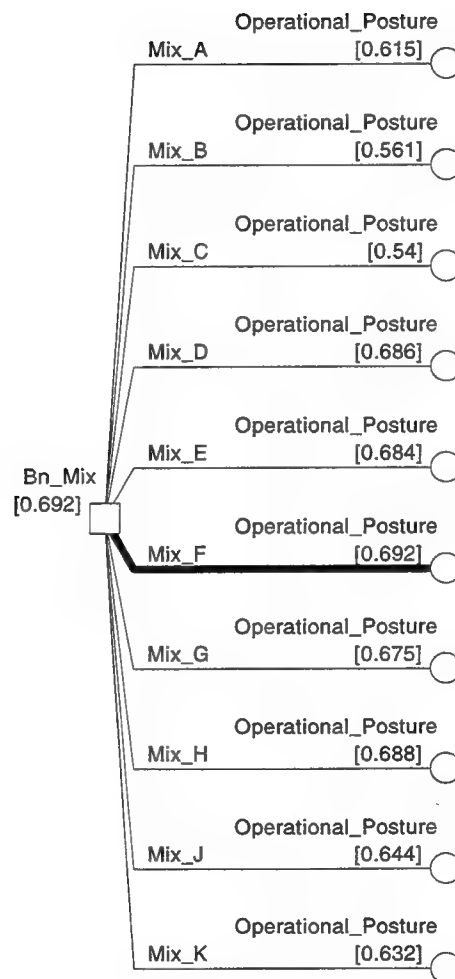 Operational_Posture
Mix_A [0.615]
Operational_Posture
Mix_B [0.561]
Operational_Posture
Mix_C [0.54]
Operational_Posture
Mix_D [0.686]
Operational_Posture
Mix_E [0.684]
Bn_Mix
[0.692]
Operational_Posture
Mix_F [0.692]
Operational_Posture
Mix_G [0.675]
Operational_Posture
Mix_H [0.688]
Operational_Posture
Mix_J [0.644]
Operational_Posture
Mix_K [0.632]